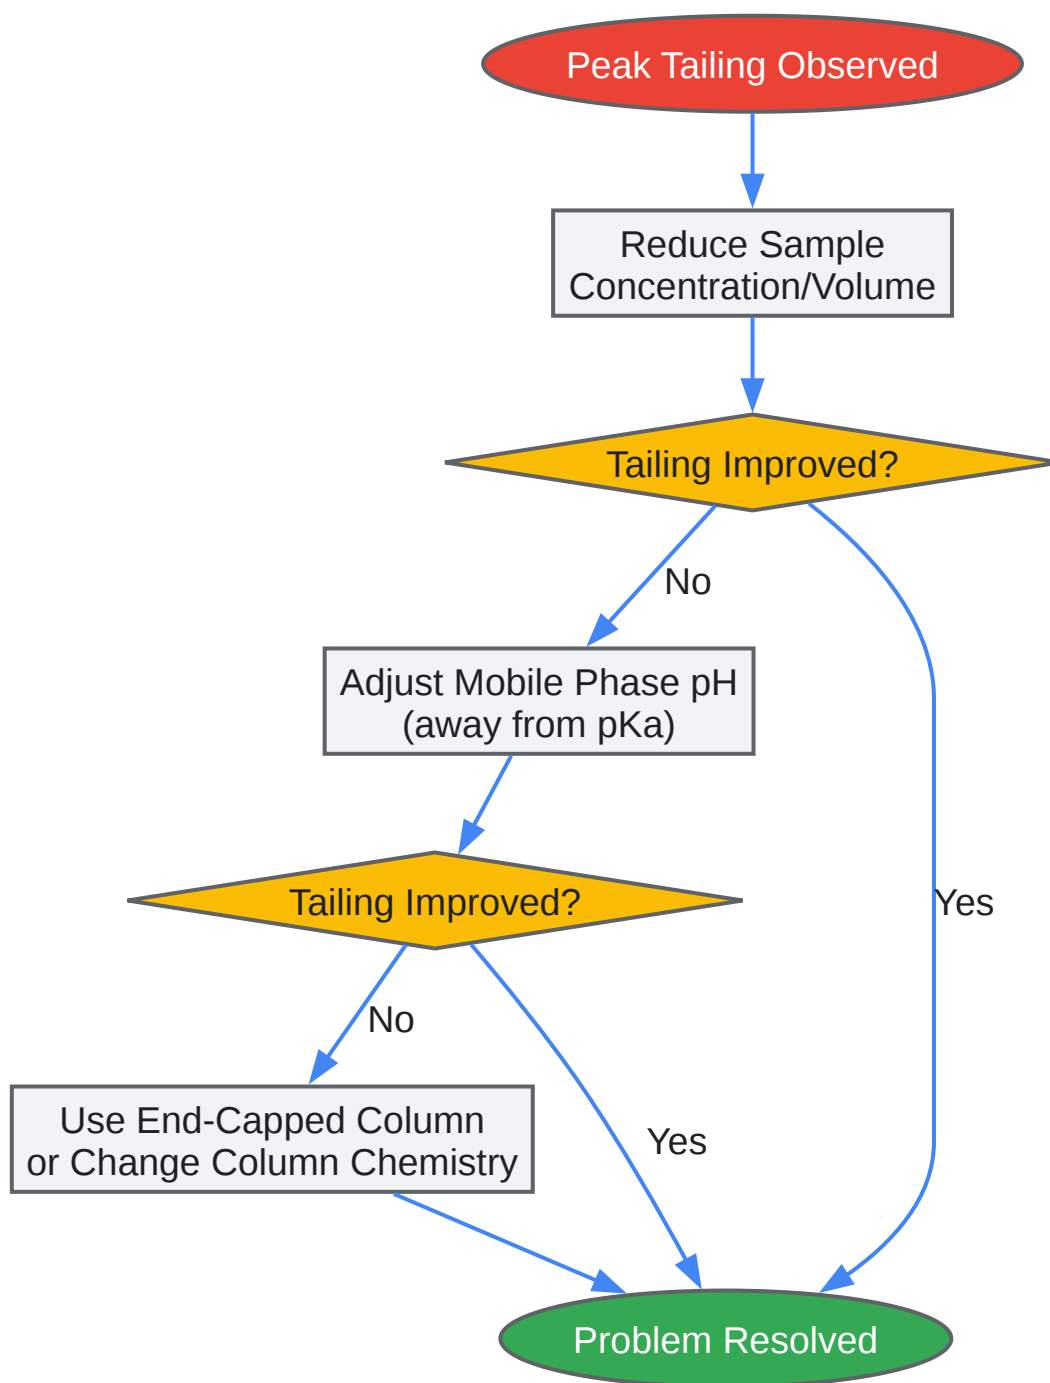 Peak Tailing Observed
Reduce Sample
Concentration/Volume
Tailing Improved?
No
Adjust Mobile Phase pH
(away from pKa)
Tailing Improved?
Yes
No
Use End-Capped Column
or Change Column Chemistry
Yes
Problem Resolved